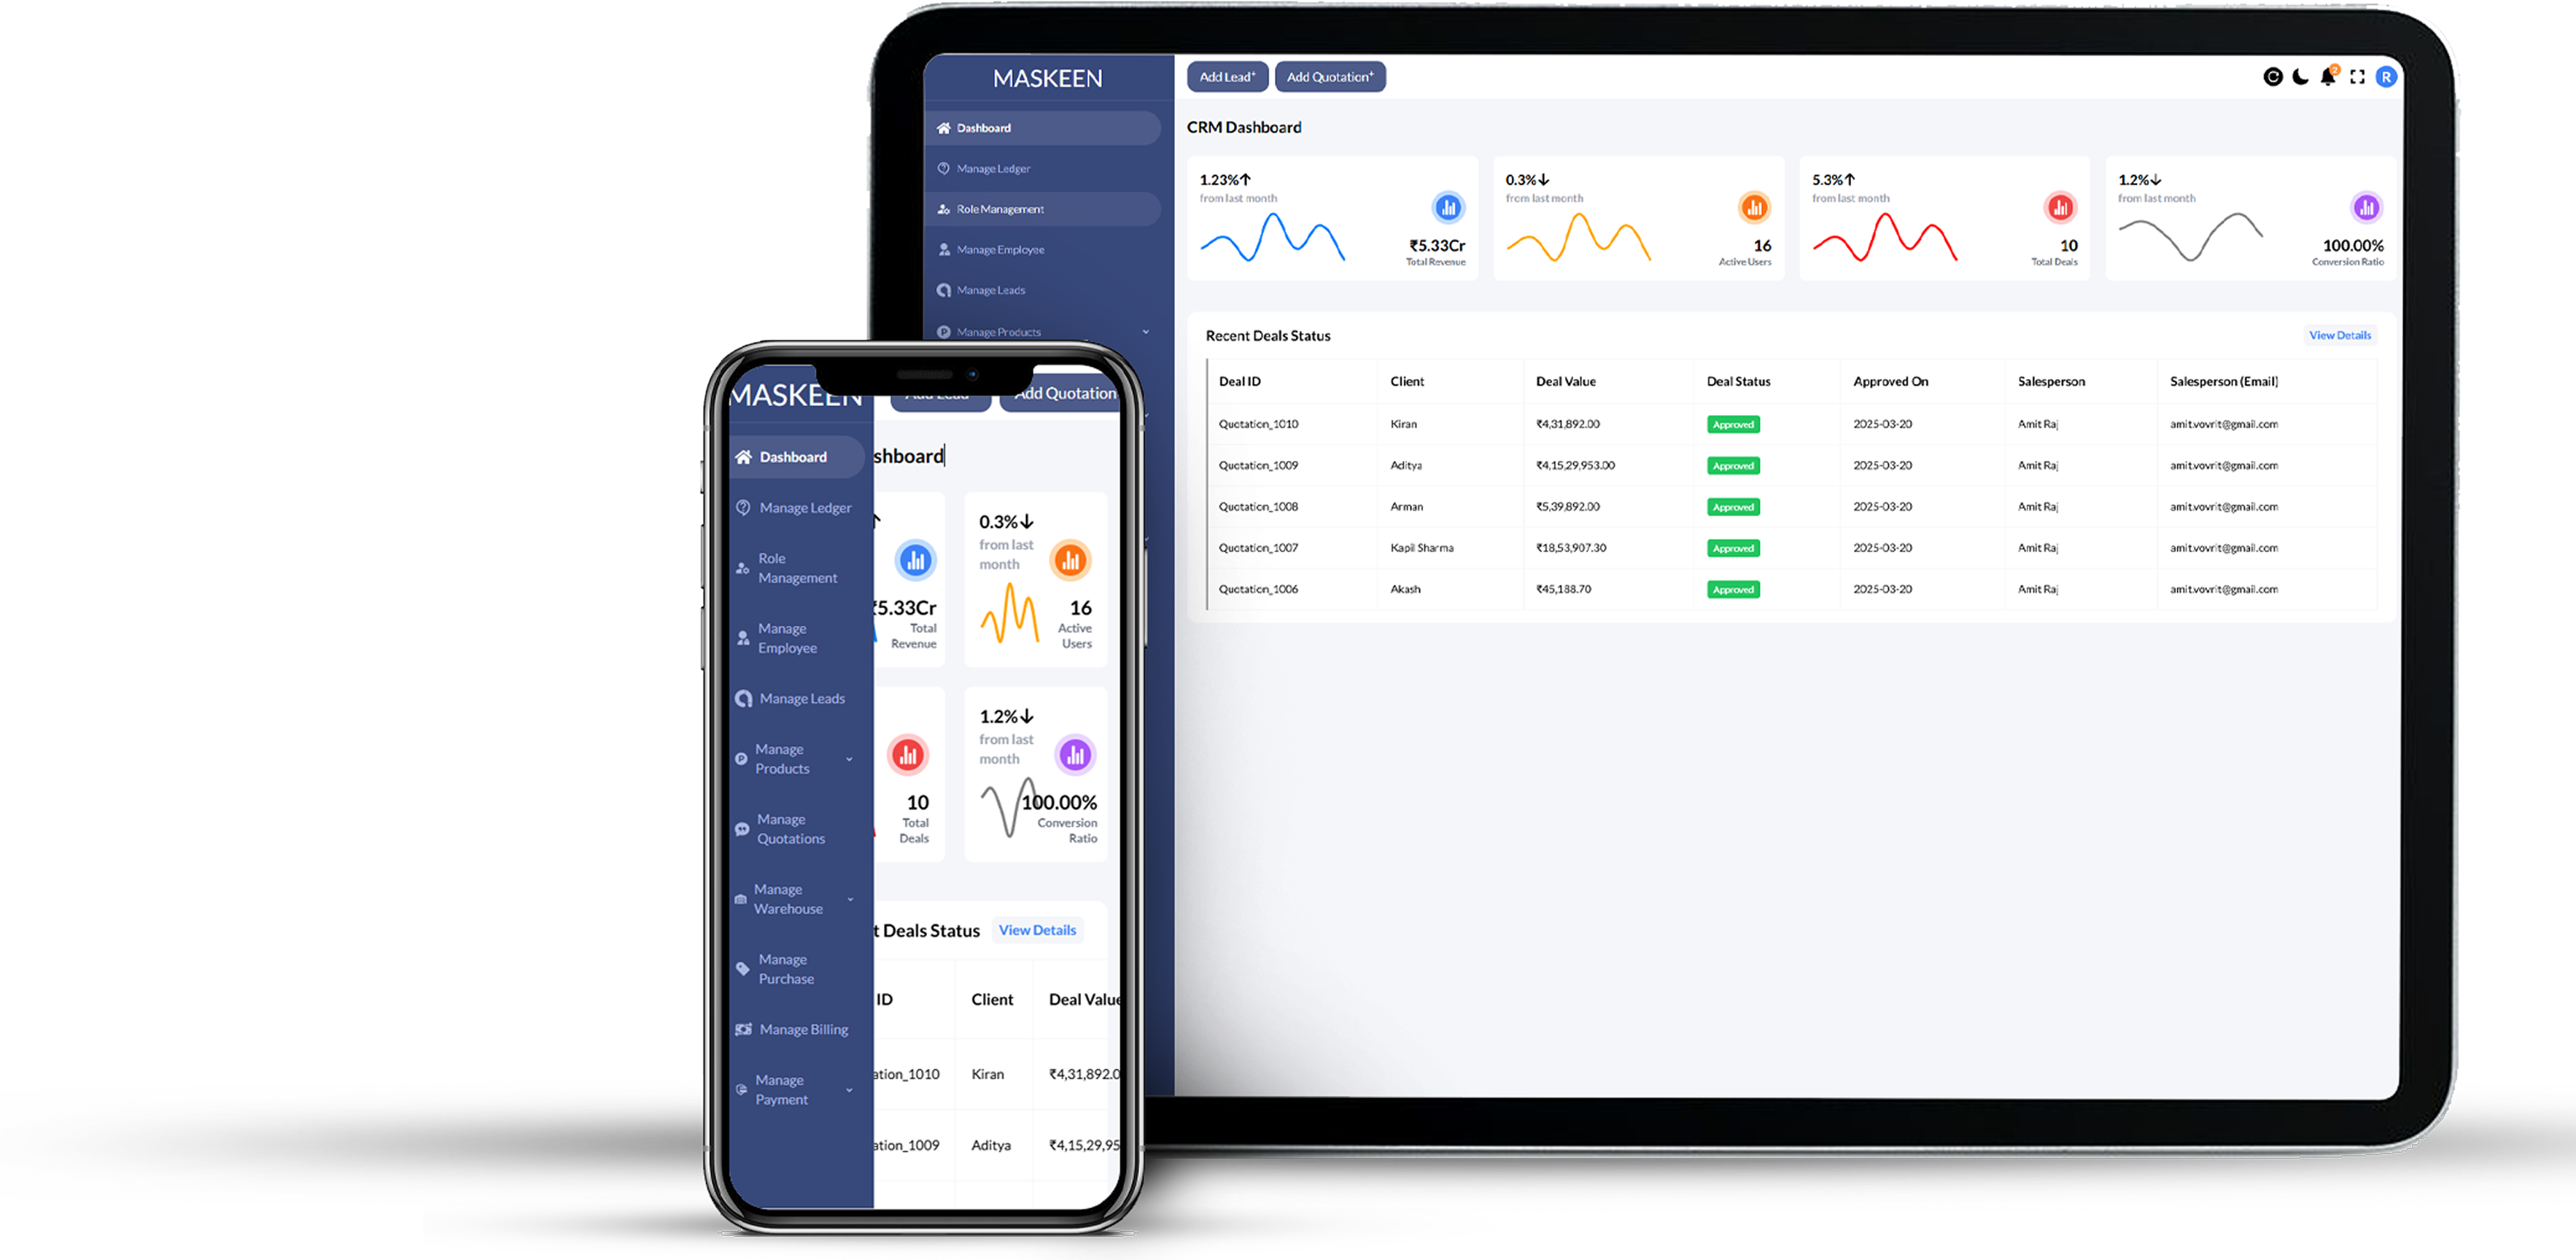 MASKEEN
Dashboard
Manage Ledger
Role Management
Manage Employee
Manage Leads
Manage Products
Add Lead+
Add Quotation+
2
R
CRM Dashboard
1.23%↑
from last month
₹5.33Cr
Total Revenue
0.3%↓
from last month
16
Active Users
5.3%↑
from last month
10
Total Deals
1.2%↓
from last month
100.00%
Conversion Ratio
Recent Deals Status
View Details
Deal ID Client Deal Value Deal Status Approved On Salesperson Salesperson (Email)
Quotation_1010 Kiran ₹4,31,892.00 Approved 2025-03-20 Amit Raj amit.vovrit@gmail.com
Quotation_1009 Aditya ₹4,15,29,953.00 Approved 2025-03-20 Amit Raj amit.vovrit@gmail.com
Quotation_1008 Arman ₹5,39,892.00 Approved 2025-03-20 Amit Raj amit.vovrit@gmail.com
Quotation_1007 Kapil Sharma ₹18,53,907.30 Approved 2025-03-20 Amit Raj amit.vovrit@gmail.com
Quotation_1006 Akash ₹45,188.70 Approved 2025-03-20 Amit Raj amit.vovrit@gmail.com
MASKEEN
Add Lead
Add Quotation
Dashboard
Manage Ledger
Role
Management
Manage
Employee
Manage Leads
Manage
Products
Manage
Quotations
Manage
Warehouse
Manage
Purchase
Manage Billing
Manage
Payment
shboard
↑
₹5.33Cr
Total
Revenue
0.3%↓
from last
month
16
Active
Users
10
Total
Deals
1.2%↓
from last
month
100.00%
Conversion
Ratio
t Deals Status
View Details
ID Client Deal Value
ation_1010 Kiran ₹4,31,892.0
ation_1009 Aditya ₹4,15,29,95